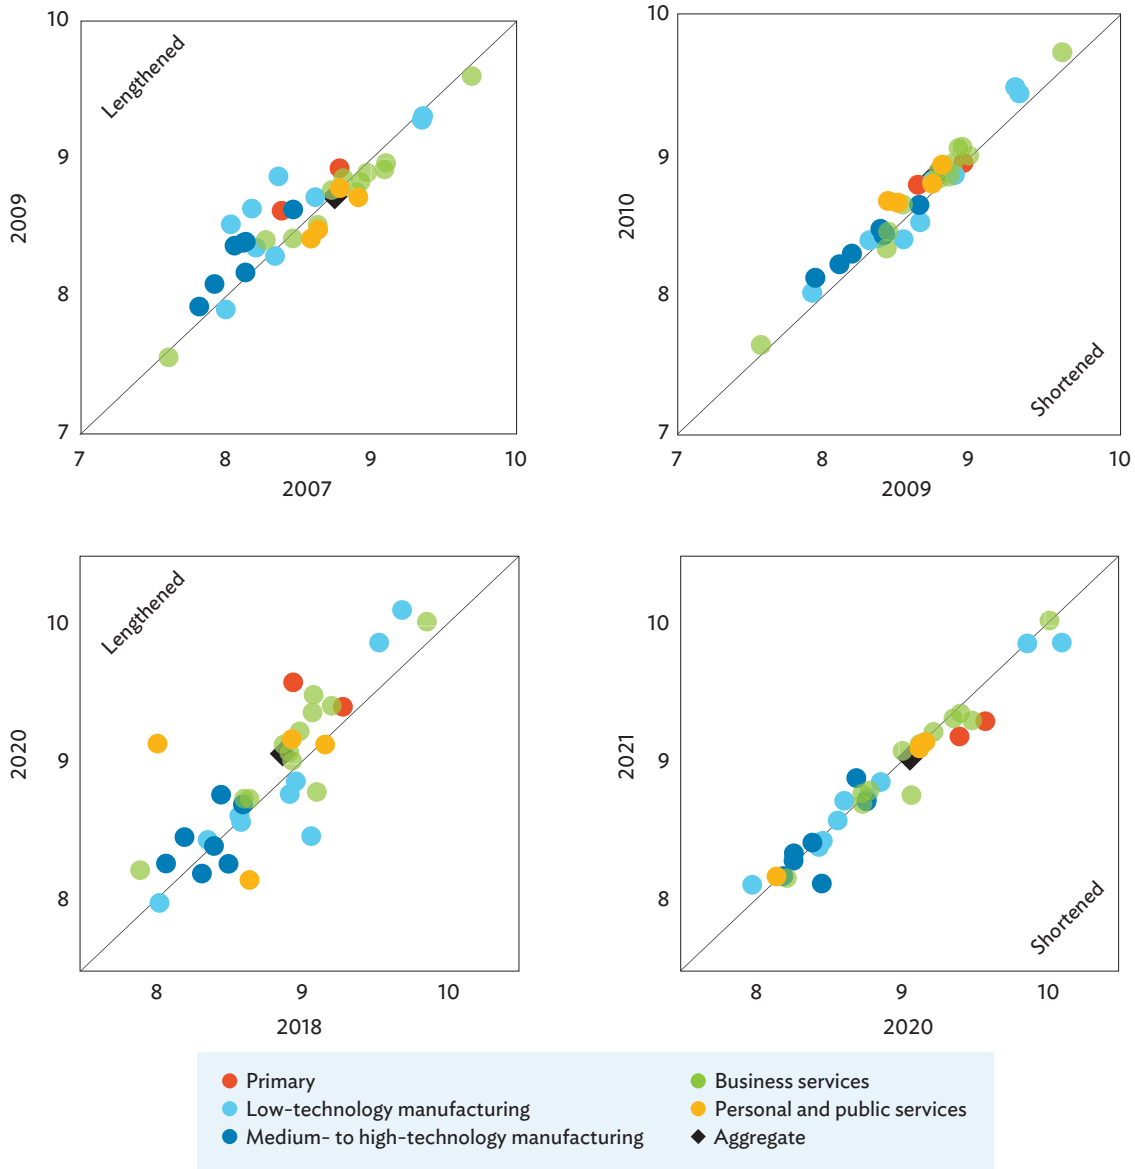 10
Lengthened
9
2009
8
7
7 8 9 10
2007
10
9
2010
8
Shortened
7
7 8 9 10
2009
Lengthened
10
9
2020
8
8 9 10
2018
10
9
2021
8
Shortened
8 9 10
2020
Primary
Low-technology manufacturing
Medium- to high-technology manufacturing
Business services
Personal and public services
Aggregate